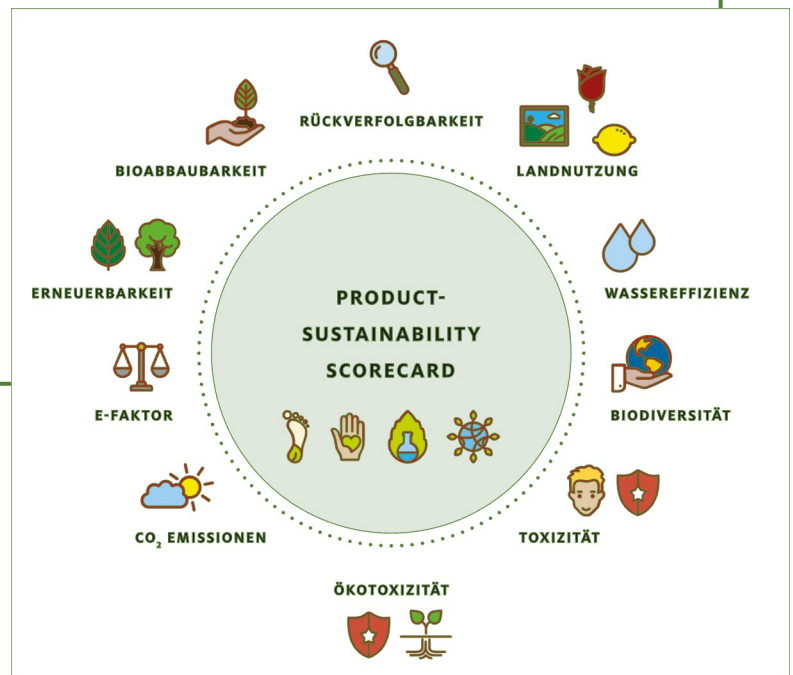 RÜCKVERFOLGBARKEIT
BIOABBAUBARKEIT
LANDNUTZUNG
ERNEUERBARKEIT
WASSEREFFIZIENZ
PRODUCT-
SUSTAINABILITY
SCORECARD
E-FAKTOR
BIODIVERSITÄT
CO₂ EMISSIONEN
TOXIZITÄT
ÖKOTOXIZITÄT